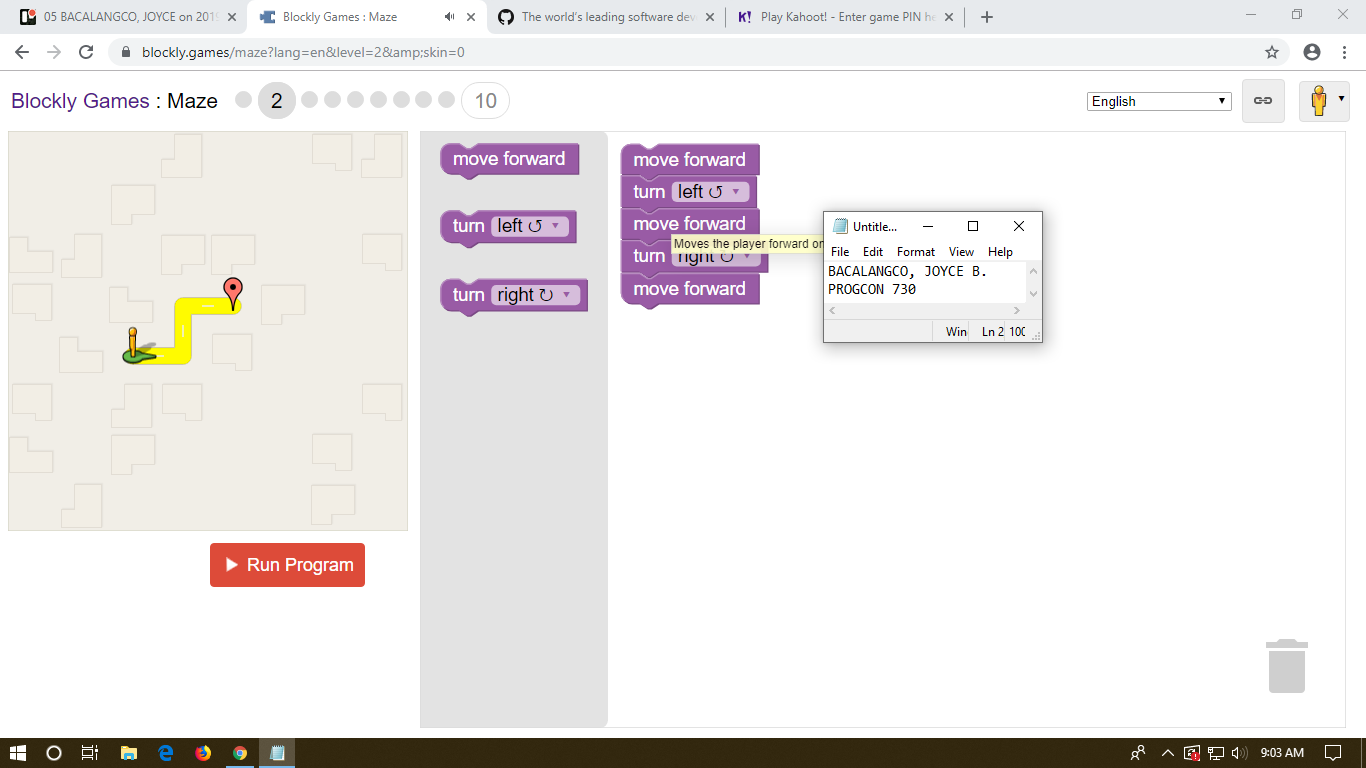 05 BACALANGCO, JOYCE on 2019
Blockly Games : Maze
The world's leading software dev
Play Kahoot! - Enter game PIN he
blockly.games/maze?lang=en&level=2&amp;skin=0
Blockly Games : Maze
2
10
English
move forward
turn left
turn right
move forward
turn left
move forward
Moves the player forward on
turn right
move forward
Untitle...
File Edit Format View Help
BACALANGCO, JOYCE B.
PROGCON 730
Win Ln 2 100
Run Program
9:03 AM